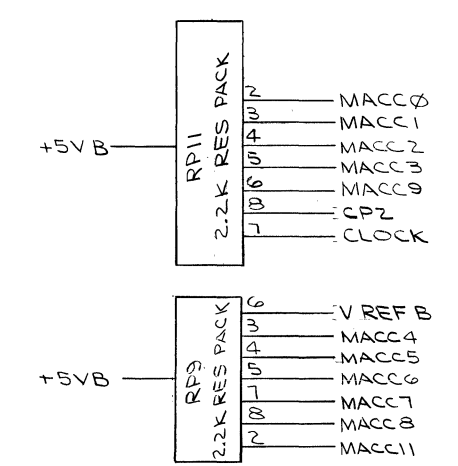 +5VB
RP11
2.2K RES PACK
2 MACCØ
3 MACC1
4 MACC2
5 MACC3
6 MACC9
8 CP2
7 CLOCK
+5VB
RP9
2.2K RES PACK
6 V REF B
3 MACC4
4 MACC5
5 MACC6
7 MACC7
8 MACC8
2 MACC11